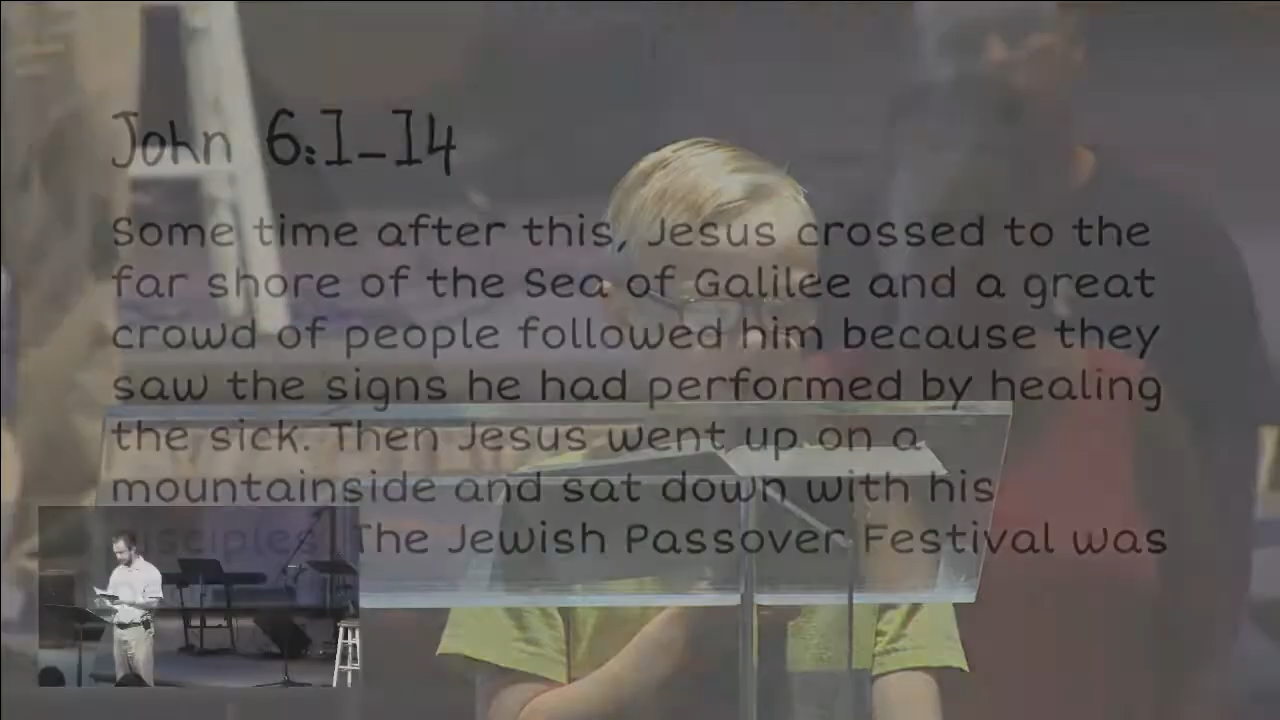 John 6:1-14
Some time after this, Jesus crossed to the
far shore of the Sea of Galilee and a great
crowd of people followed him because they
saw the signs he had performed by healing
the sick. Then Jesus went up on a
mountainside and sat down with his
disciples. The Jewish Passover Festival was